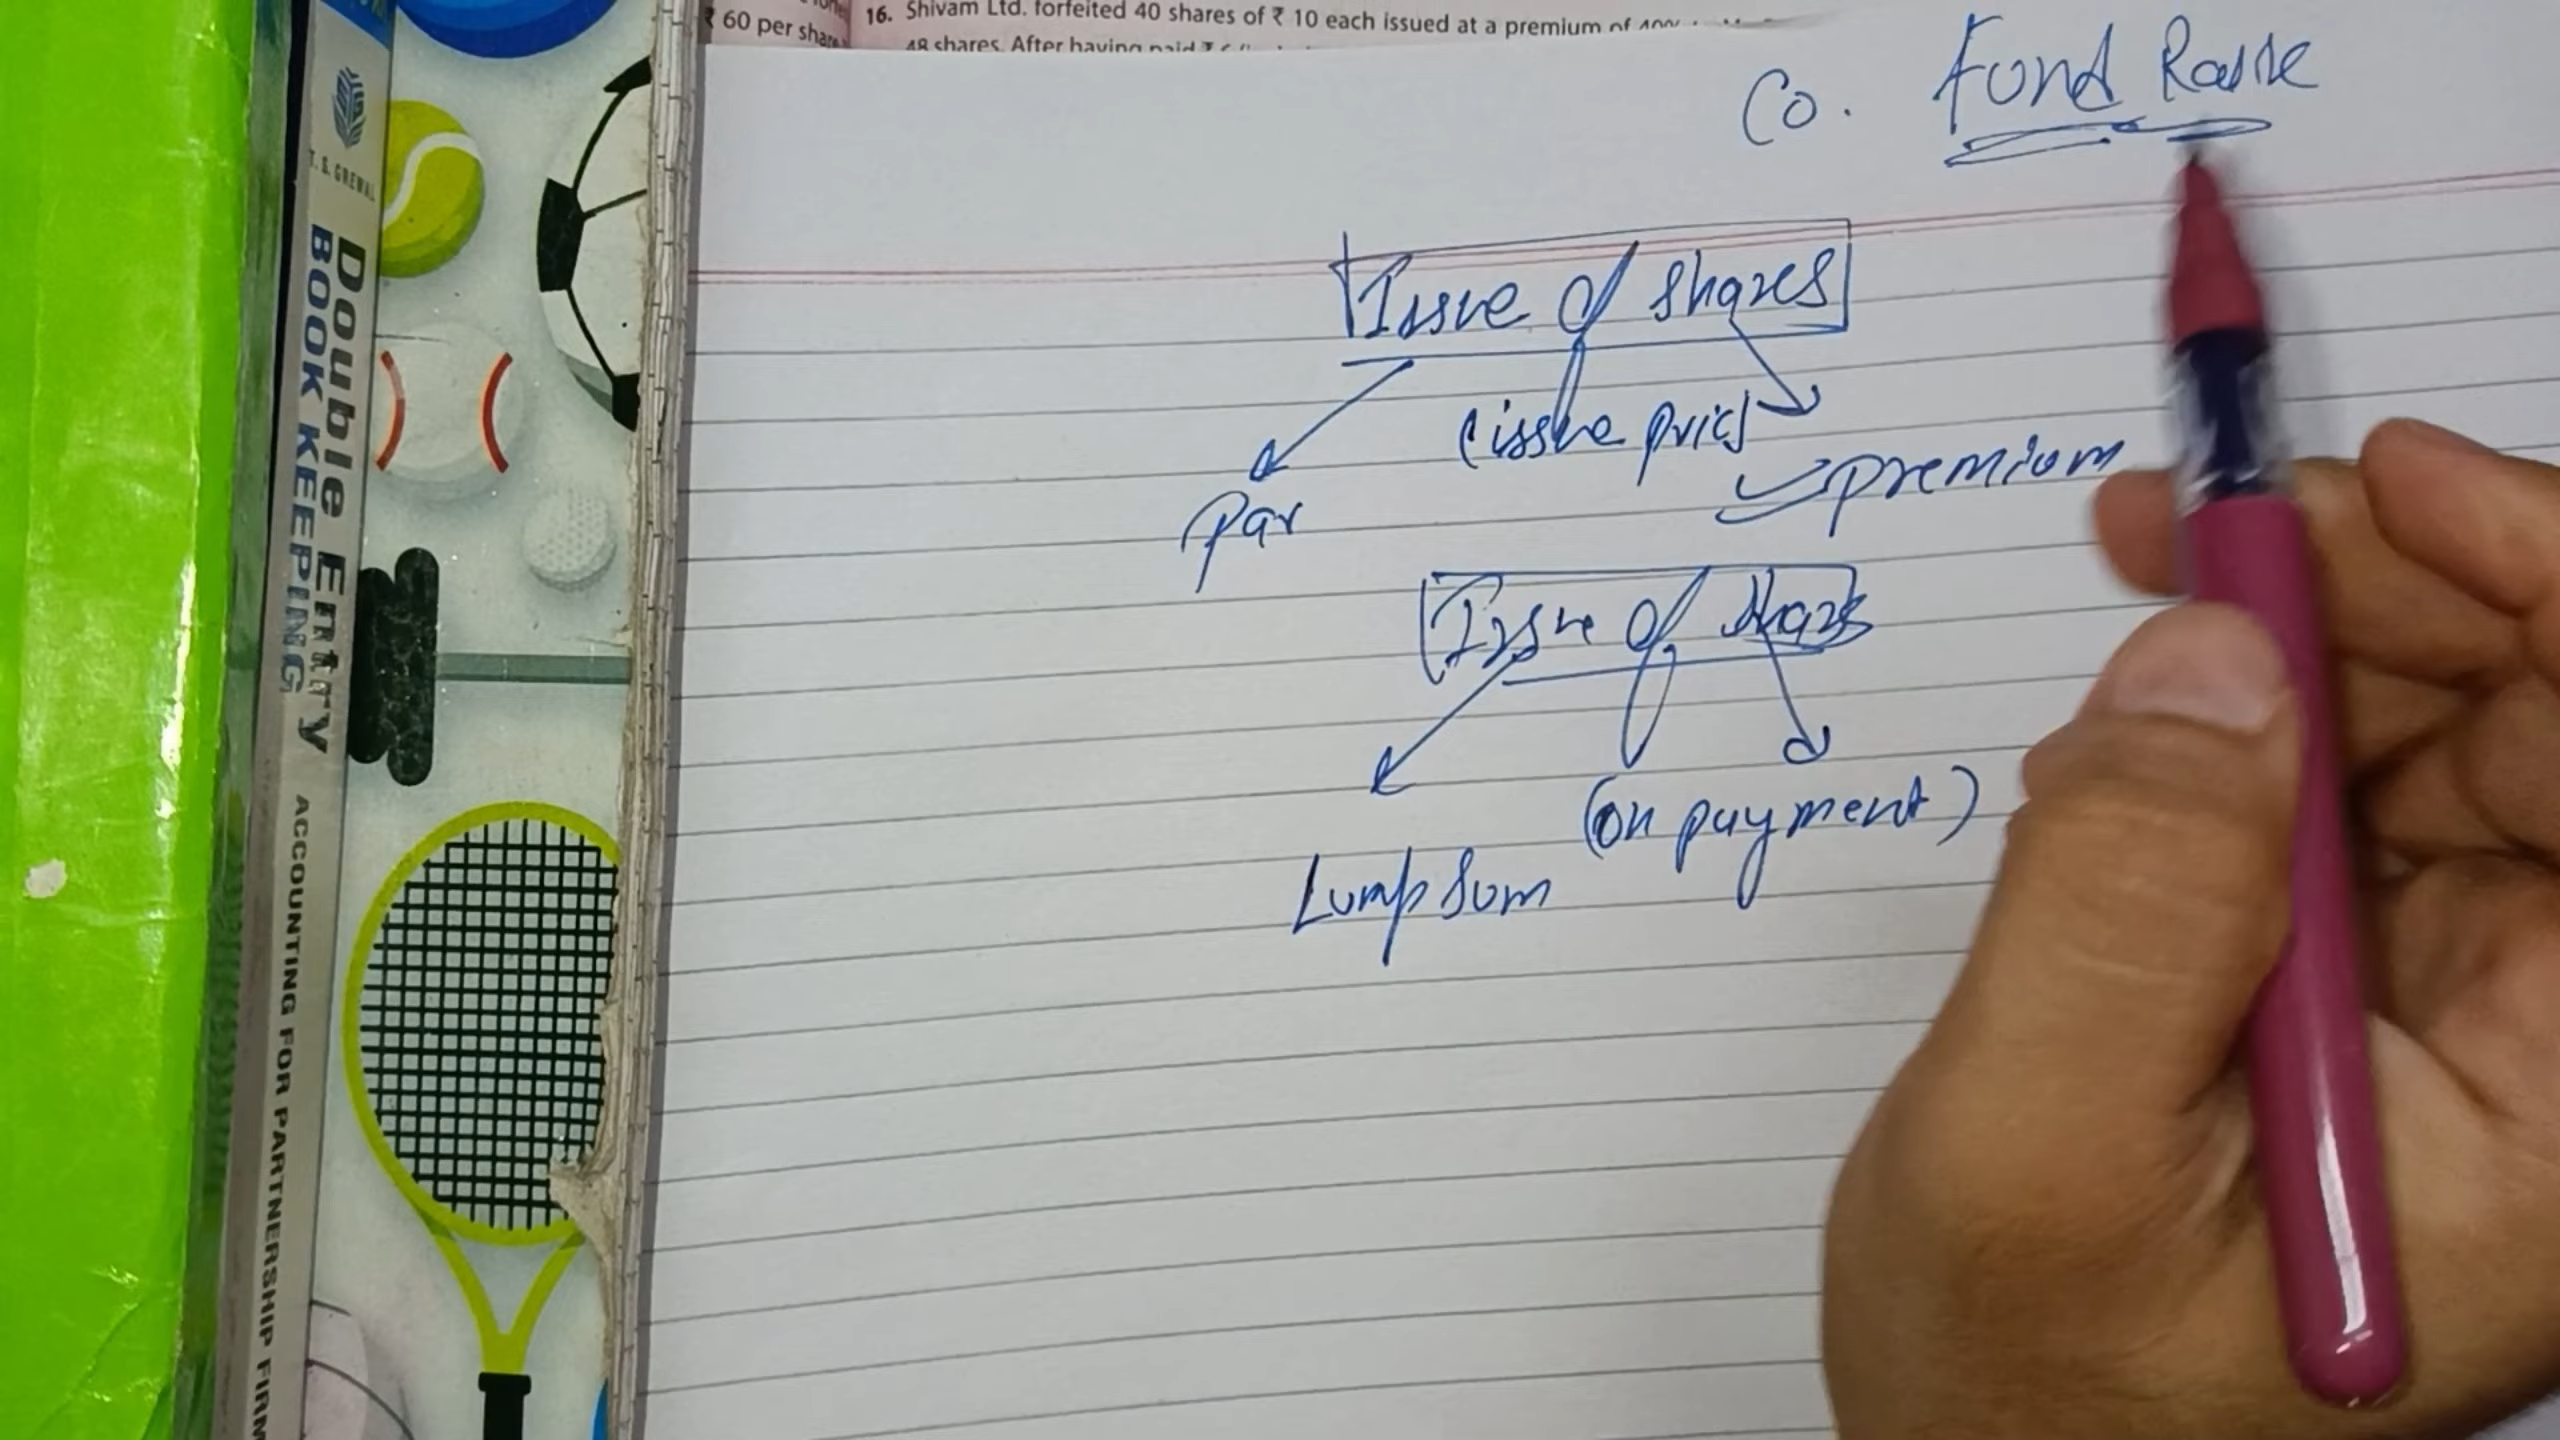 ₹ 60 per share
16. Shivam Ltd. forfeited 40 shares of ₹ 10 each issued at a premium of
48 shares. After having paid ₹
Co. Fund Raise
Issue of shares
(issue price)
Par
premium
Issue of shares
(on payment)
Lump sum
T. S. GREWAL
Double Entry
BOOK KEEPING
ACCOUNTING FOR PARTNERSHIP FIRM